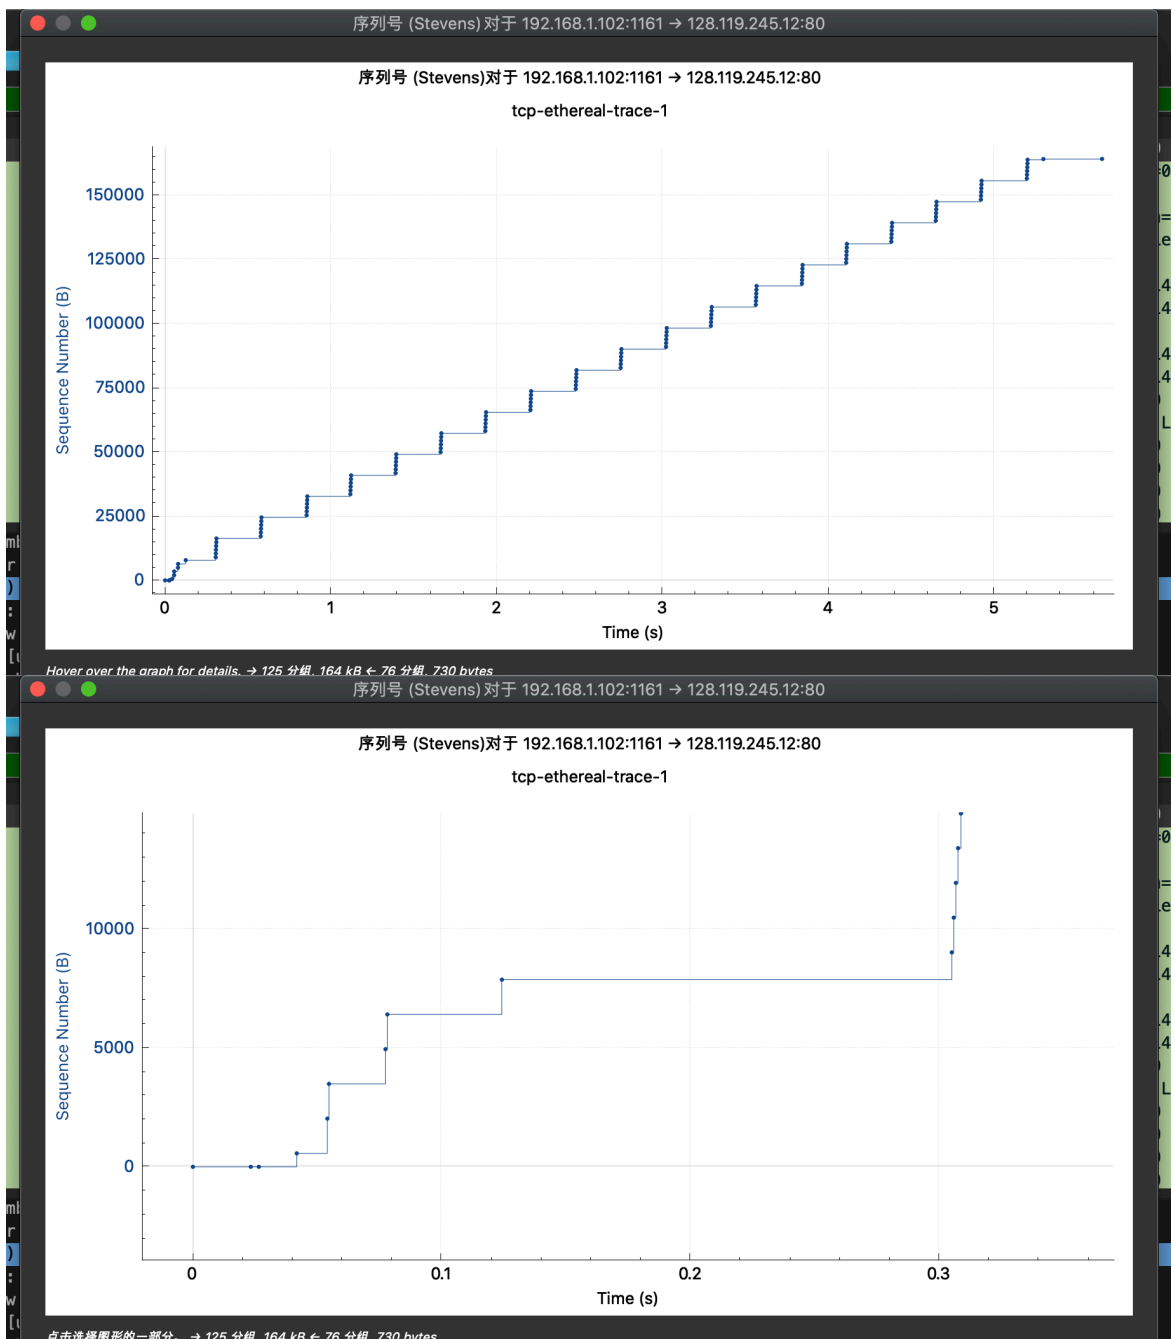 序列号 (Stevens) 对于 192.168.1.102:1161 → 128.119.245.12:80
序列号 (Stevens)对于 192.168.1.102:1161 → 128.119.245.12:80
tcp-ethereal-trace-1
Sequence Number (B)
150000
125000
100000
75000
50000
25000
0
0 1 2 3 4 5
Time (s)
Hover over the graph for details. → 125 分组, 164 kB ← 76 分组, 730 bytes
序列号 (Stevens) 对于 192.168.1.102:1161 → 128.119.245.12:80
序列号 (Stevens)对于 192.168.1.102:1161 → 128.119.245.12:80
tcp-ethereal-trace-1
Sequence Number (B)
10000
5000
0
0 0.1 0.2 0.3
Time (s)
点击选择图形的一部分。 → 125 分组, 164 kB ← 76 分组, 730 bytes